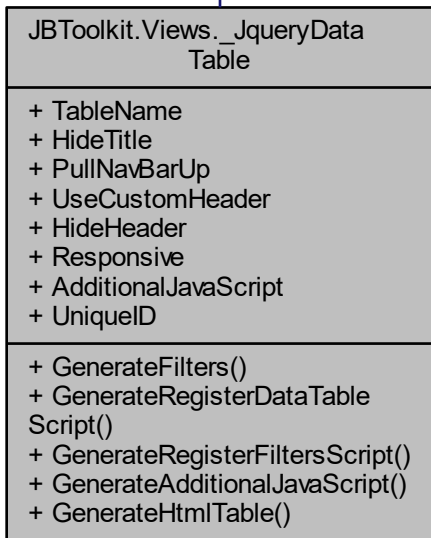 JBToolkit.Views._JqueryData
Table
+ TableName
+ HideTitle
+ PullNavBarUp
+ UseCustomHeader
+ HideHeader
+ Responsive
+ AdditionalJavaScript
+ UniqueID
+ GenerateFilters()
+ GenerateRegisterDataTable
Script()
+ GenerateRegisterFiltersScript()
+ GenerateAdditionalJavaScript()
+ GenerateHtmlTable()